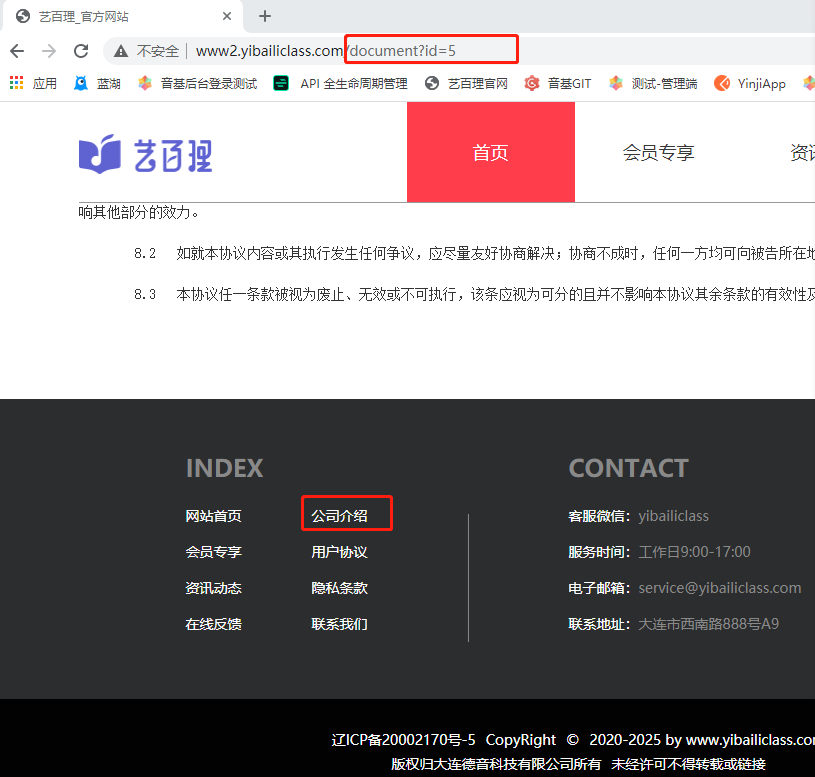 艺百理_官方网站
不安全 www2.yibailiclass.com/document?id=5
应用 蓝湖 音基后台登录测试 API 全生命周期管理 艺百理官网 音基GIT 测试-管理端 YinjiApp
艺百理 首页 会员专享 资讯
响其他部分的效力。
8.2 如就本协议内容或其执行发生任何争议，应尽量友好协商解决；协商不成时，任何一方均可向被告所在地
8.3 本协议任一条款被视为废止、无效或不可执行，该条应视为可分的且并不影响本协议其余条款的有效性及
INDEX CONTACT
网站首页 公司介绍 客服微信：yibailiclass
会员专享 用户协议 服务时间：工作日9:00-17:00
资讯动态 隐私条款 电子邮箱：service@yibailiclass.com
在线反馈 联系我们 联系地址：大连市西南路888号A9
辽ICP备20002170号-5 CopyRight © 2020-2025 by www.yibailiclass.com
版权归大连德音科技有限公司所有 未经许可不得转载或链接